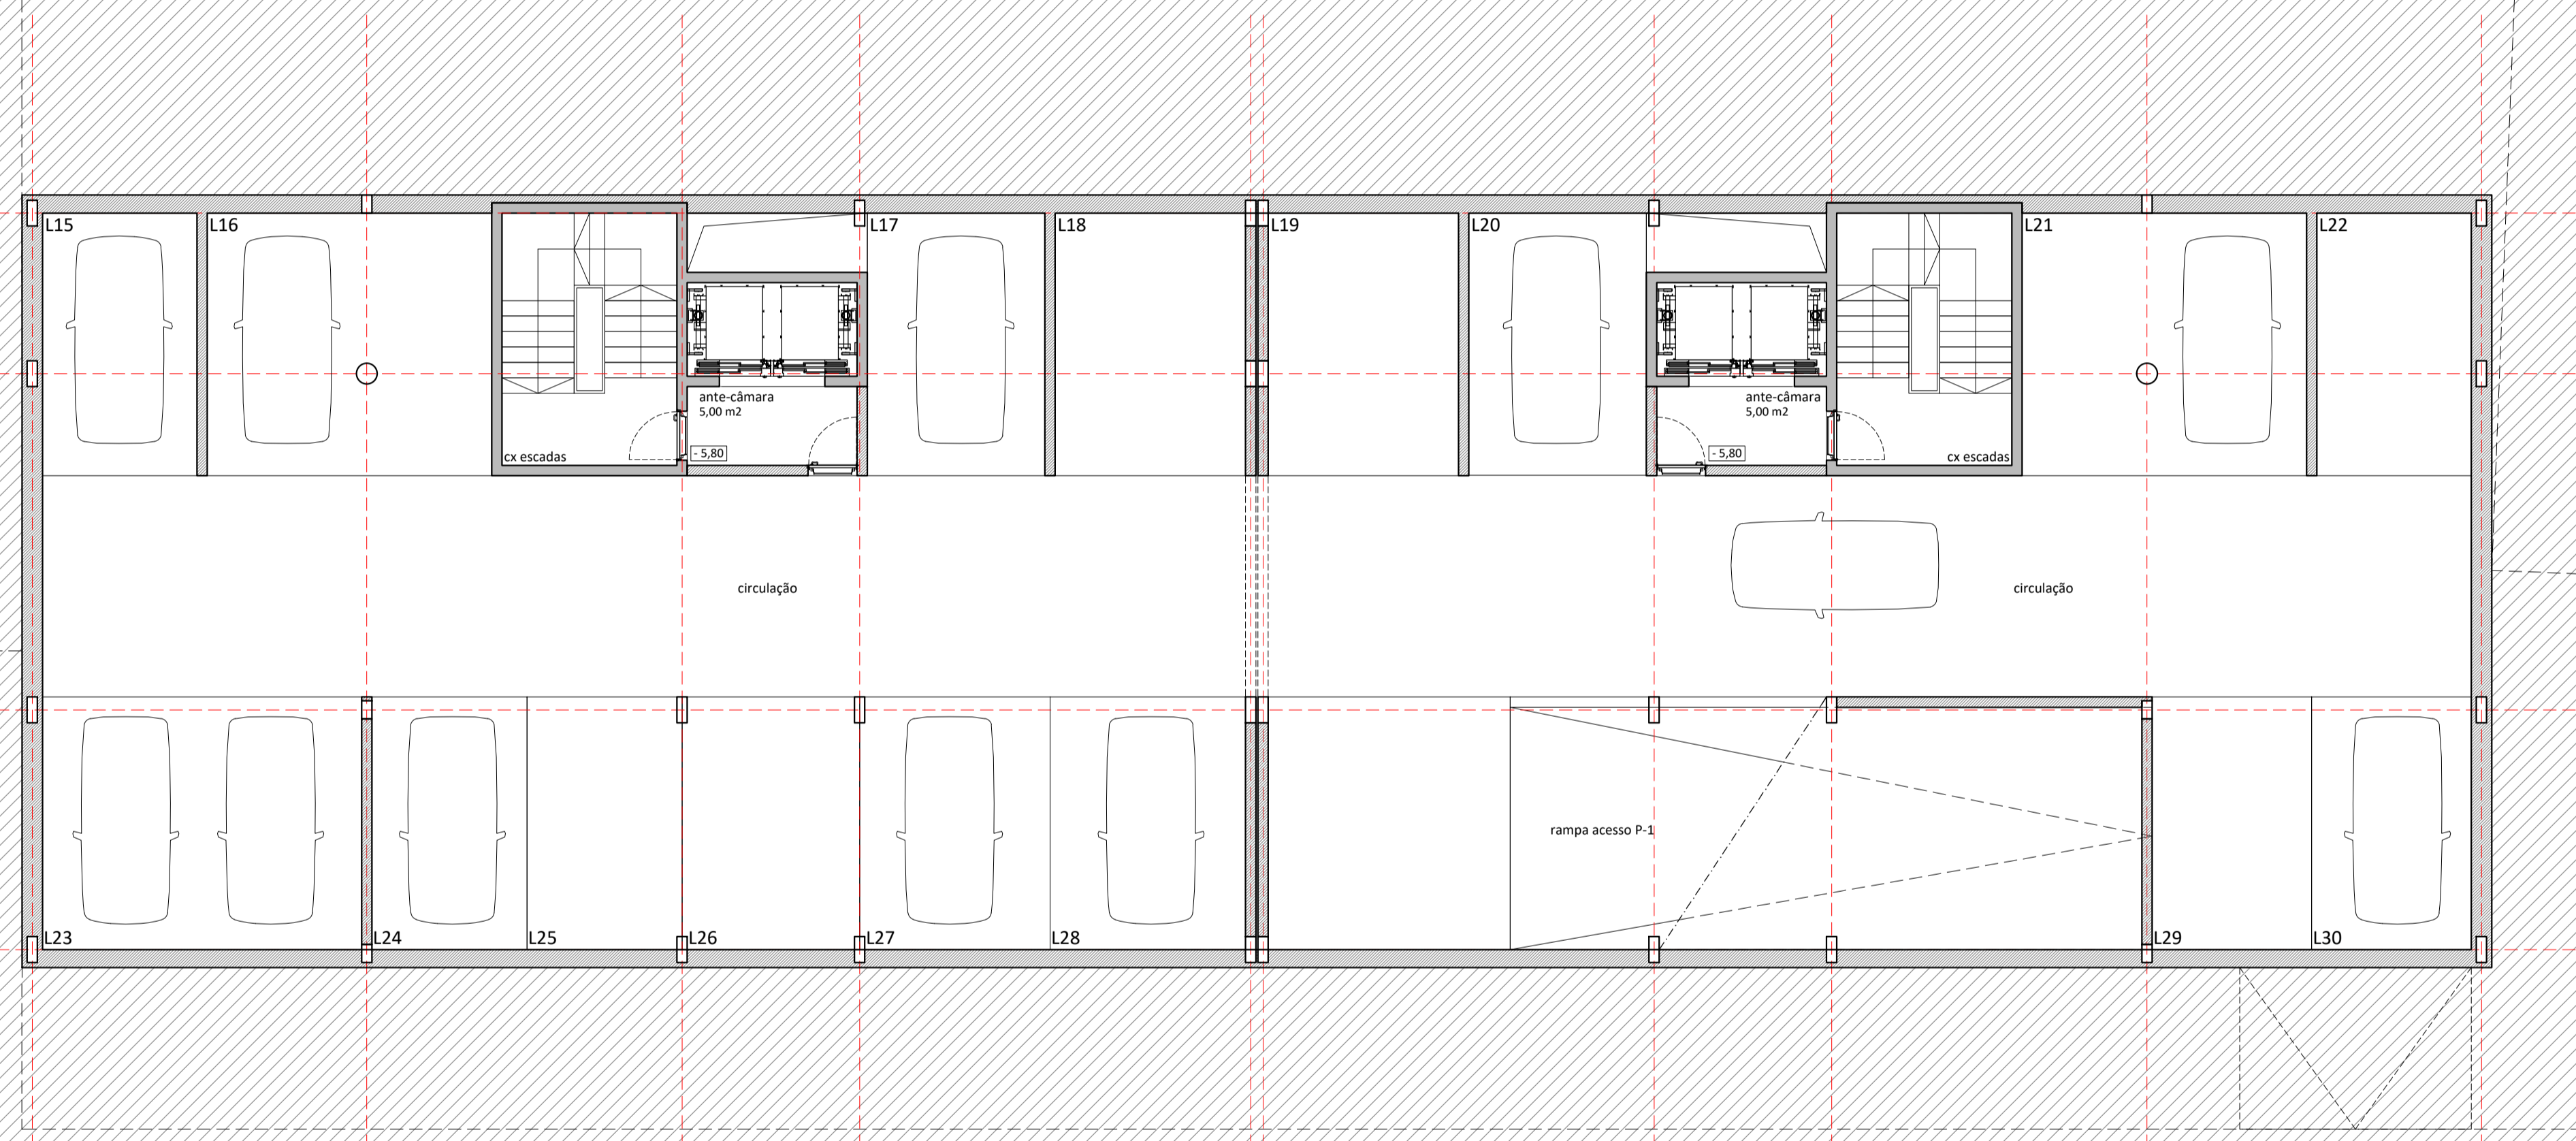 L15
L16
L17
L18
L19
L20
L21
L22
ante-câmara
5,00 m2
- 5,80
cx escadas
ante-câmara
5,00 m2
- 5,80
cx escadas
circulação
circulação
rampa acesso P-1
L23
L24
L25
L26
L27
L28
L29
L30